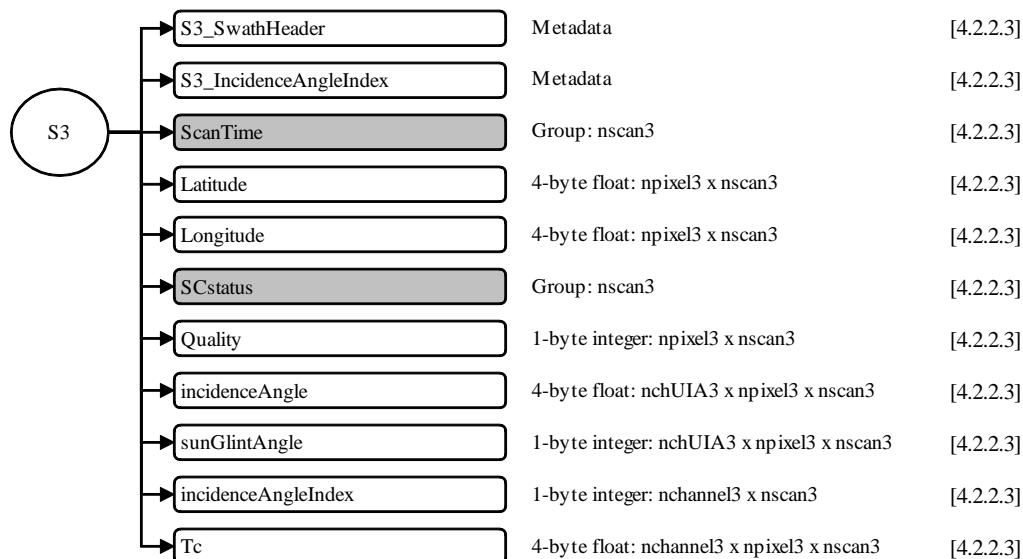 S3_SwathHeader Metadata [4.2.2.3]
S3_IncidenceAngleIndex Metadata [4.2.2.3]
S3
ScanTime Group: nscan3 [4.2.2.3]
Latitude 4-byte float: npixel3 x nscan3 [4.2.2.3]
Longitude 4-byte float: npixel3 x nscan3 [4.2.2.3]
SCstatus Group: nscan3 [4.2.2.3]
Quality 1-byte integer: npixel3 x nscan3 [4.2.2.3]
incidenceAngle 4-byte float: nchUIA3 x npixel3 x nscan3 [4.2.2.3]
sunGlintAngle 1-byte integer: nchUIA3 x npixel3 x nscan3 [4.2.2.3]
incidenceAngleIndex 1-byte integer: nchannel3 x nscan3 [4.2.2.3]
Tc 4-byte float: nchannel3 x npixel3 x nscan3 [4.2.2.3]